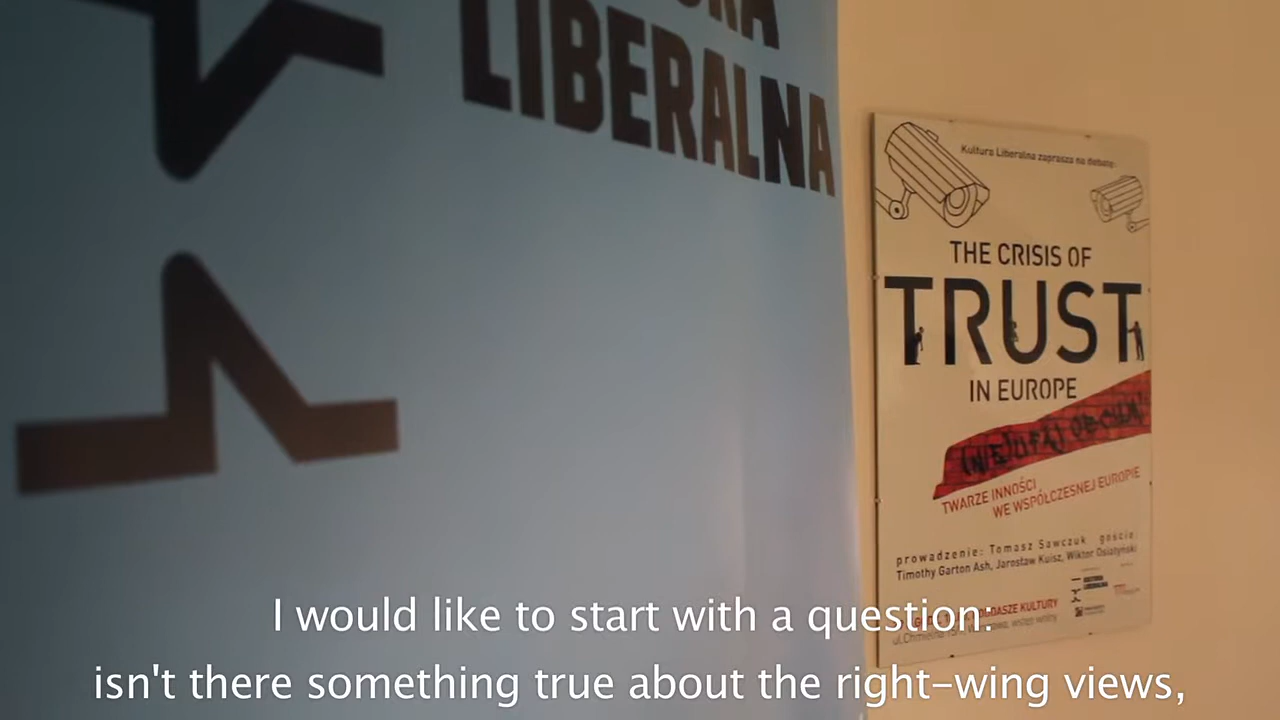 LIBERALNA
Kultura Liberalna zaprasza na debatę:
THE CRISIS OF
TRUST
IN EUROPE
TWARZE INNOŚCI
WE WSPÓŁCZESNEJ EUROPIE
prowadzenie: Tomasz Sawczuk goście:
Timothy Garton Ash, Jarosław Kuisz, Wiktor Osiatyński
KULTURA
LIBERALNA
I would like to start with a question:
isn't there something true about the right-wing views,